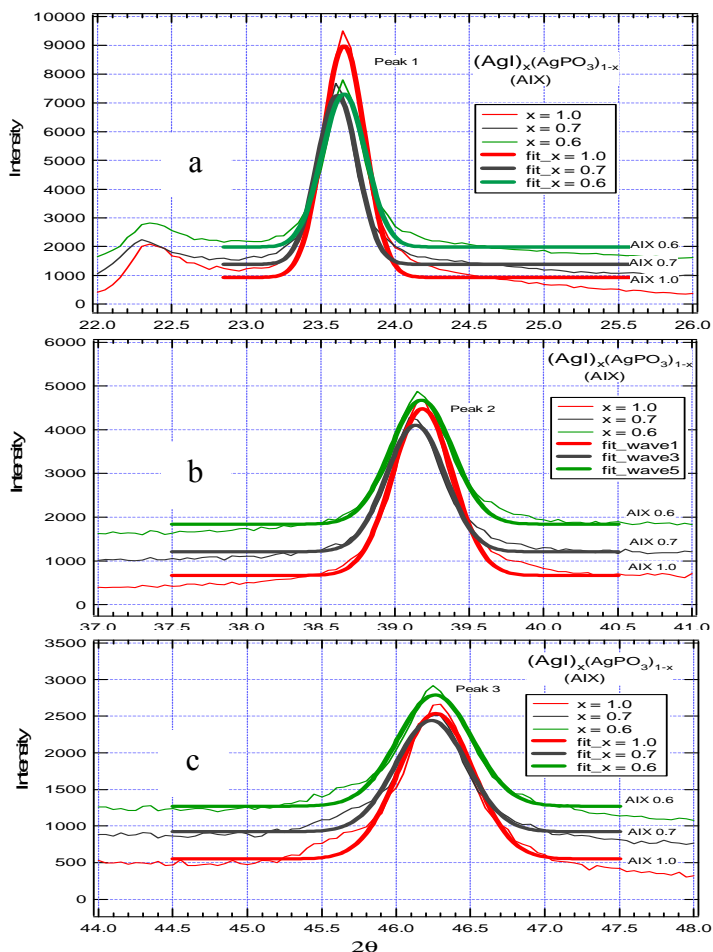 10000
9000
8000
7000
6000
5000
4000
3000
2000
1000
0
Intensity
a
Peak 1
(AgI)x(AgPO3)1-x
(AIX)
x = 1.0
x = 0.7
x = 0.6
fit_x = 1.0
fit_x = 0.7
fit_x = 0.6
AIX 0.6
AIX 0.7
AIX 1.0
22.0 22.5 23.0 23.5 24.0 24.5 25.0 25.5 26.0
6000
5000
4000
3000
2000
1000
0
Intensity
b
Peak 2
(AgI)x(AgPO3)1-x
(AIX)
x = 1.0
x = 0.7
x = 0.6
fit_wave1
fit_wave3
fit_wave5
AIX 0.6
AIX 0.7
AIX 1.0
37.0 37.5 38.0 38.5 39.0 39.5 40.0 40.5 41.0
3500
3000
2500
2000
1500
1000
500
0
Intensity
c
Peak 3
(AgI)x(AgPO3)1-x
(AIX)
x = 1.0
x = 0.7
x = 0.6
fit_x = 1.0
fit_x = 0.7
fit_x = 0.6
AIX 0.6
AIX 0.7
AIX 1.0
44.0 44.5 45.0 45.5 46.0 46.5 47.0 47.5 48.0
2θ